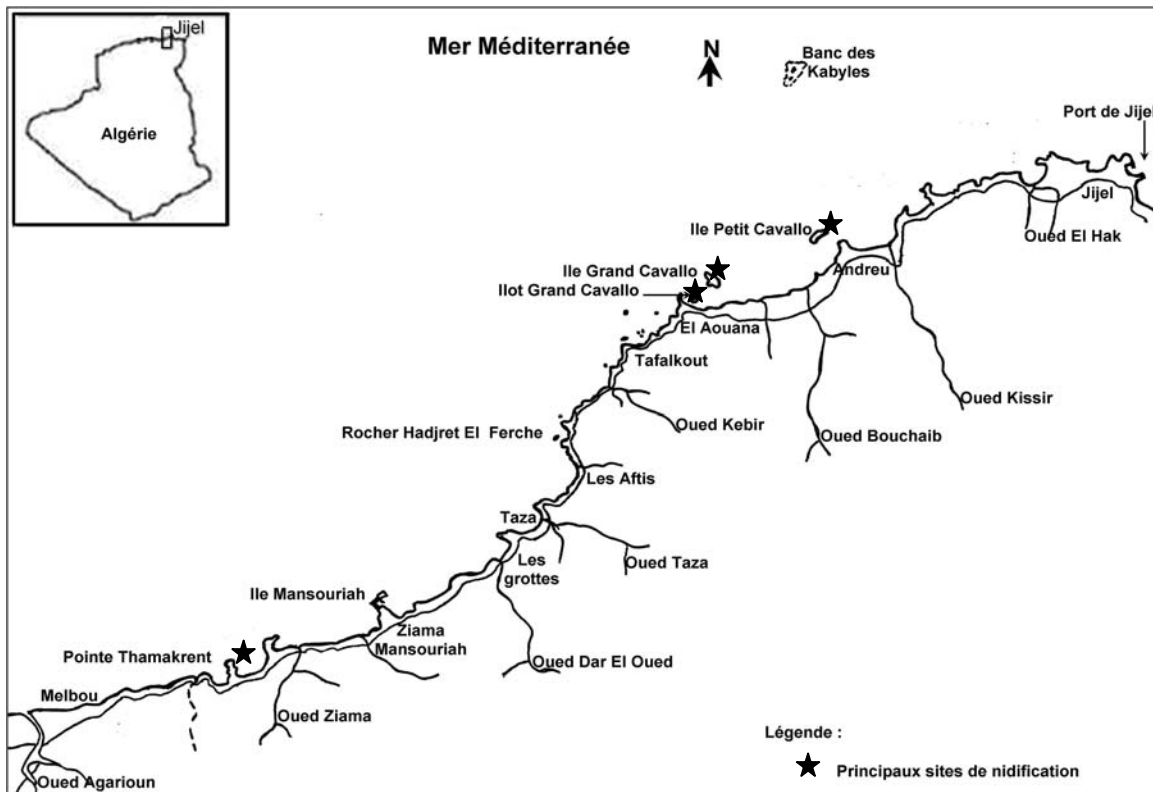 Jijel
Algérie
Mer Méditerranée
N
Banc des
Kabyles
Port de Jijel
Jijel
Ile Petit Cavallo
Oued El Hak
Ile Grand Cavallo
Andreu
Ilot Grand Cavallo
El Aouana
Tafalkout
Oued Kissir
Oued Kebir
Rocher Hadjret El Ferche
Oued Bouchaib
Les Aftis
Taza
Les
grottes
Oued Taza
Ile Mansouriah
Ziama
Mansouriah
Pointe Thamakrent
Oued Dar El Oued
Melbou
Oued Ziama
Légende :
Principaux sites de nidification
Oued Agarioun